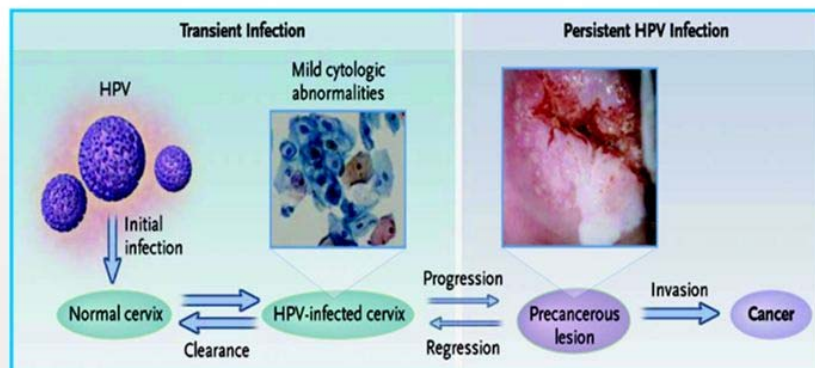 Transient Infection
Persistent HPV Infection
HPV
Mild cytologic
abnormalities
Initial
infection
Normal cervix
Clearance
HPV-infected cervix
Progression
Regression
Precancerous
lesion
Invasion
Cancer